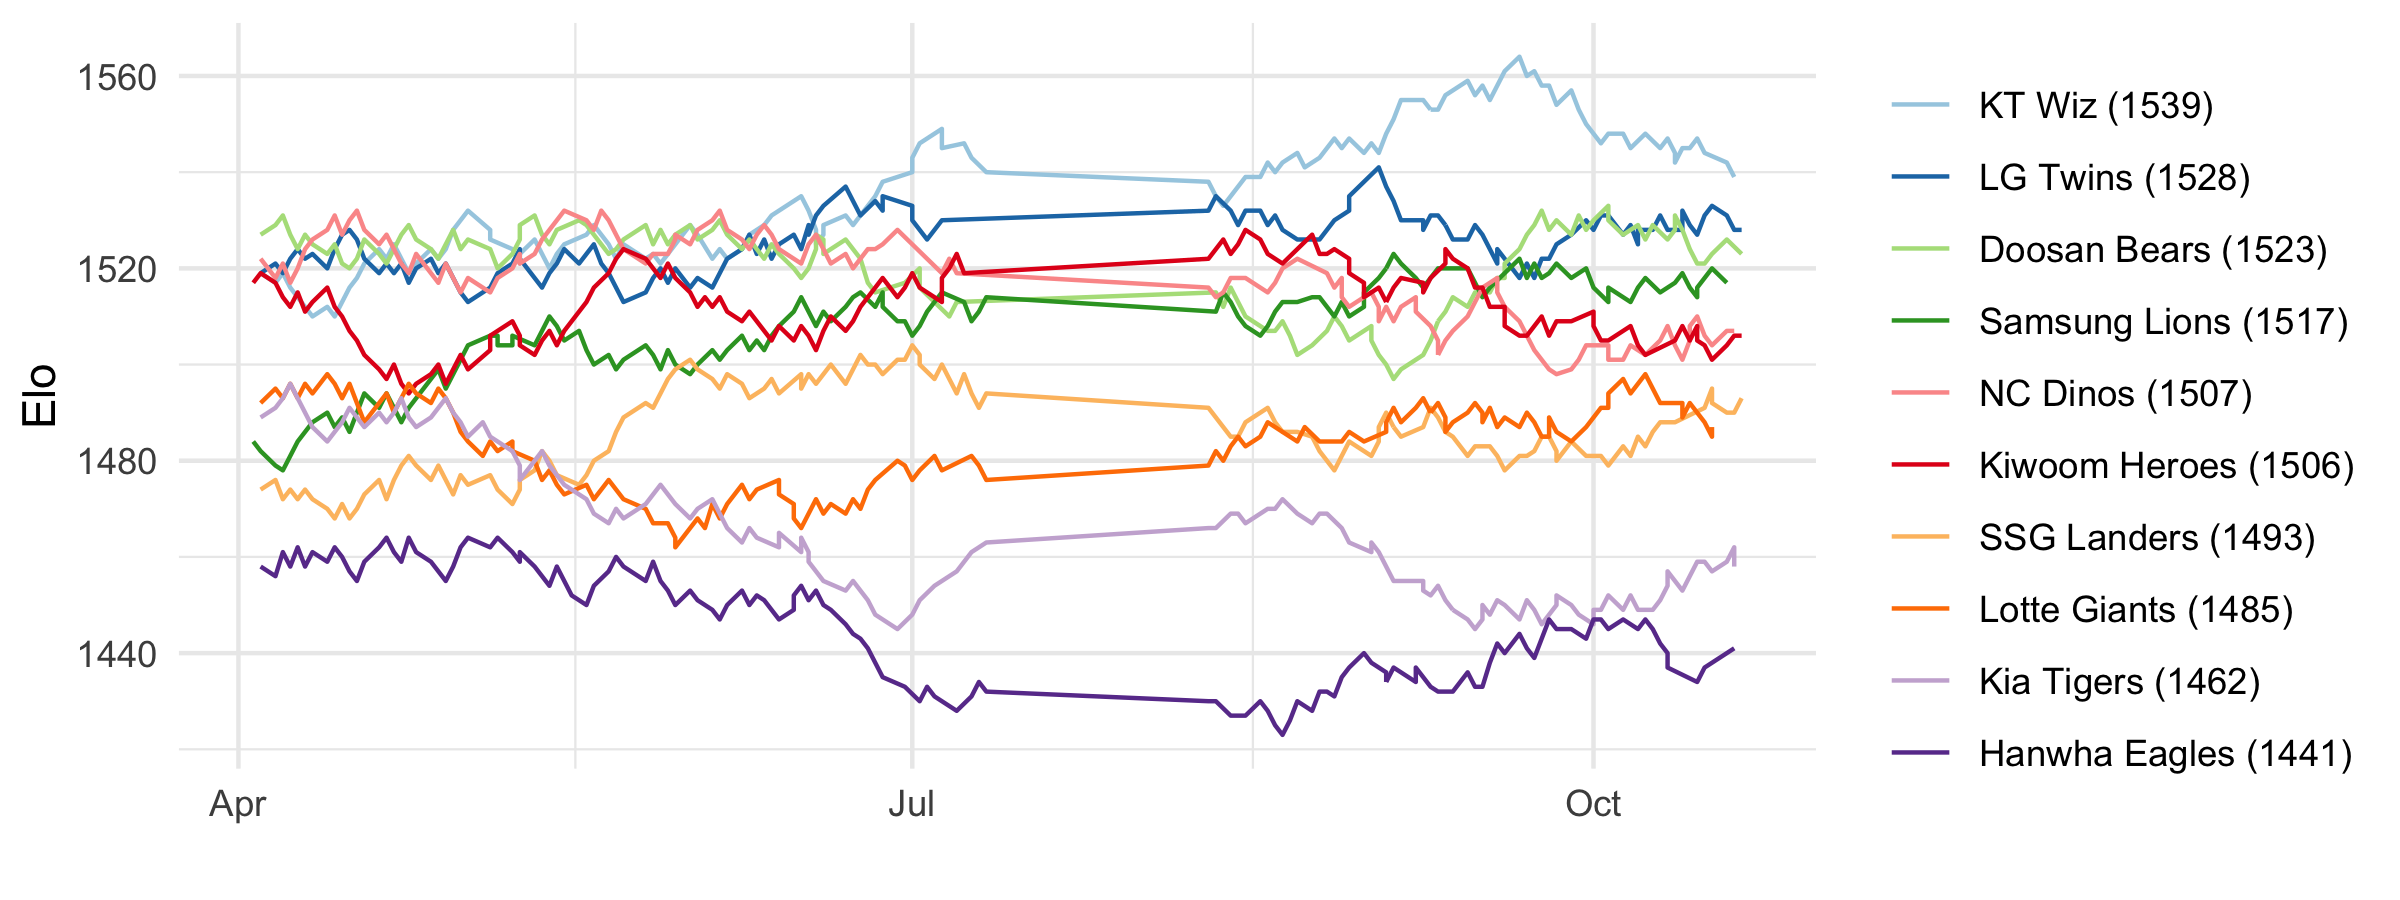 1560
1520
1480
1440
Elo
Apr
Jul
Oct
KT Wiz (1539)
LG Twins (1528)
Doosan Bears (1523)
Samsung Lions (1517)
NC Dinos (1507)
Kiwoom Heroes (1506)
SSG Landers (1493)
Lotte Giants (1485)
Kia Tigers (1462)
Hanwha Eagles (1441)